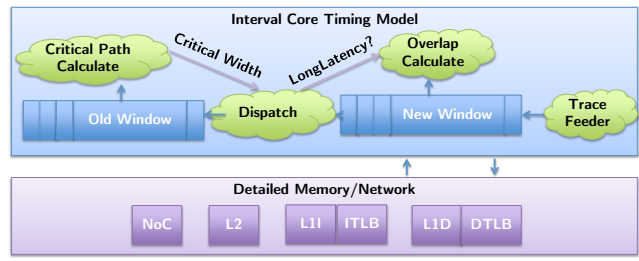 Interval Core Timing Model
Critical Path
Calculate
Critical Width
LongLatency?
Overlap
Calculate
Old Window
Dispatch
New Window
Trace
Feeder
Detailed Memory/Network
NoC
L2
L1I
ITLB
L1D
DTLB